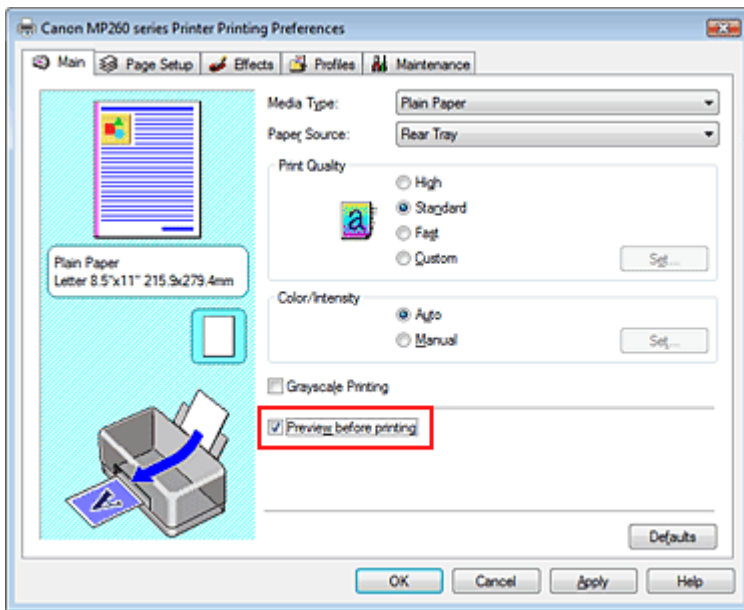 Canon MP260 series Printer Printing Preferences
Main Page Setup Effects Profiles Maintenance
Media Type: Plain Paper
Paper Source: Rear Tray
Print Quality
High
a Standard
Fast
Custom Set...
Plain Paper
Letter 8.5"x11" 215.9x279.4mm
Color/Intensity
Auto
Manual Set...
Grayscale Printing
Preview before printing
A
Defaults
OK Cancel Apply Help